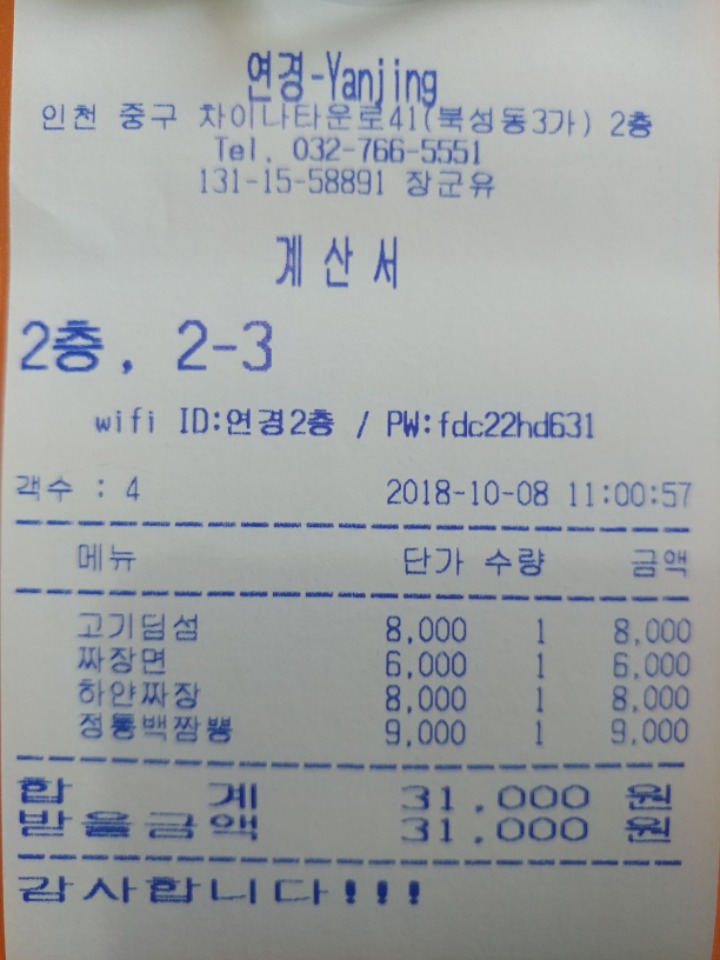 연경-Yanjing
인천 중구 차이나타운로41(북성동3가) 2층
Tel. 032-766-5551
131-15-58891 장군유
계 산 서
2층, 2-3
wifi ID:연경2층 / PW:fdc22hd631
객수 : 4 2018-10-08 11:00:57
메뉴 단가 수량 금액
고기딤섬 8,000 1 8,000
짜장면 6,000 1 6,000
하얀짜장 8,000 1 8,000
정통백짬뽕 9,000 1 9,000
합 계 31,000 원
받을금액 31,000 원
감사합니다!!!